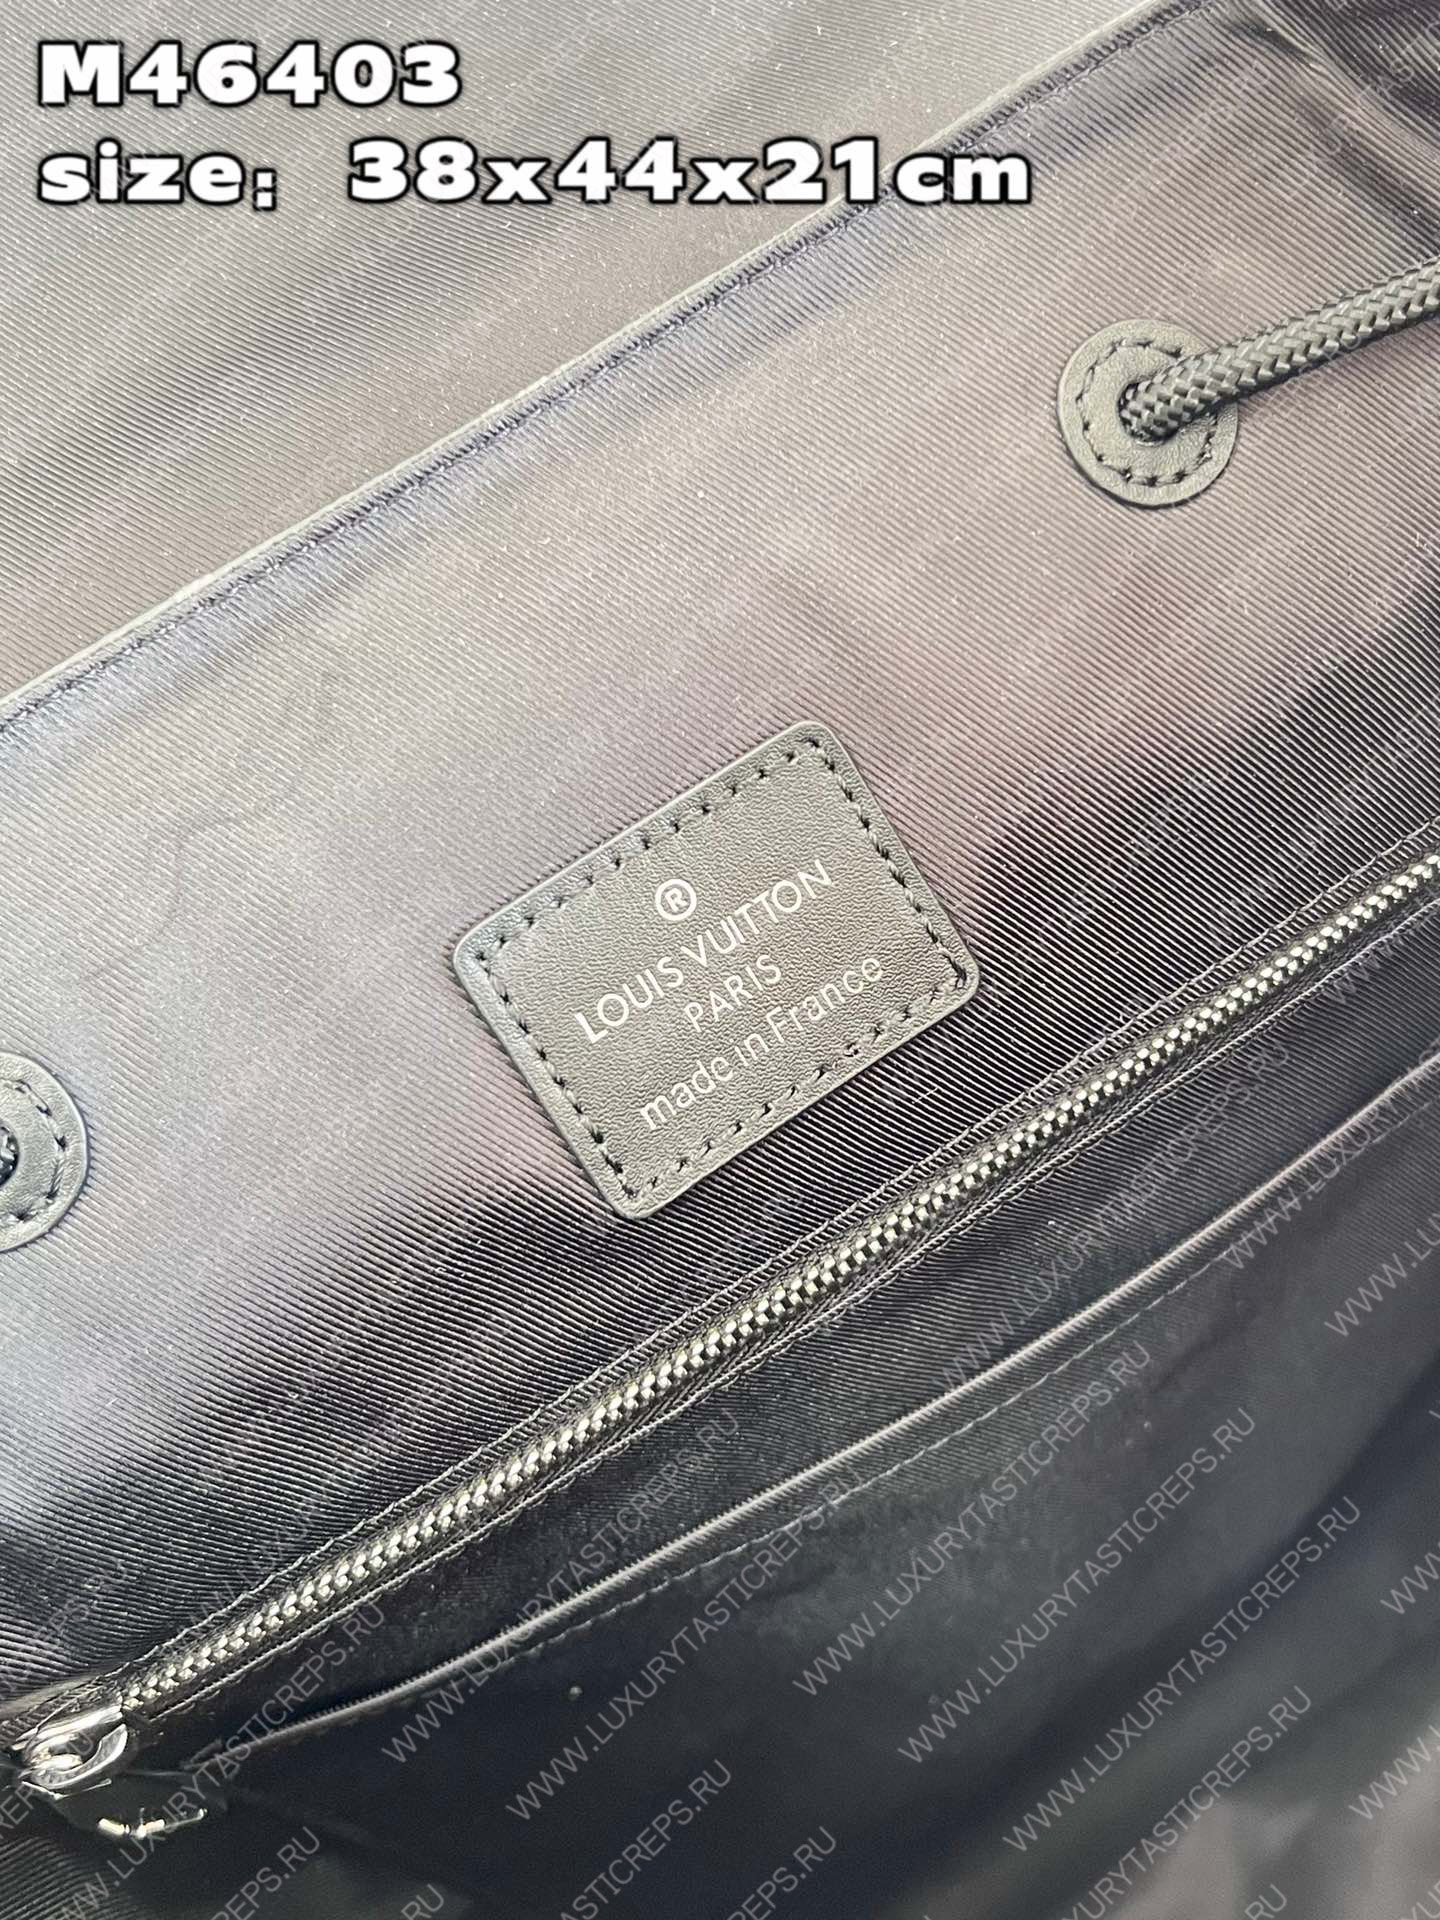 M46403
size: 38x44x21cm
®
LOUIS VUITTON
PARIS
made in France
WWW.LUXURYTASTICREPS.RU